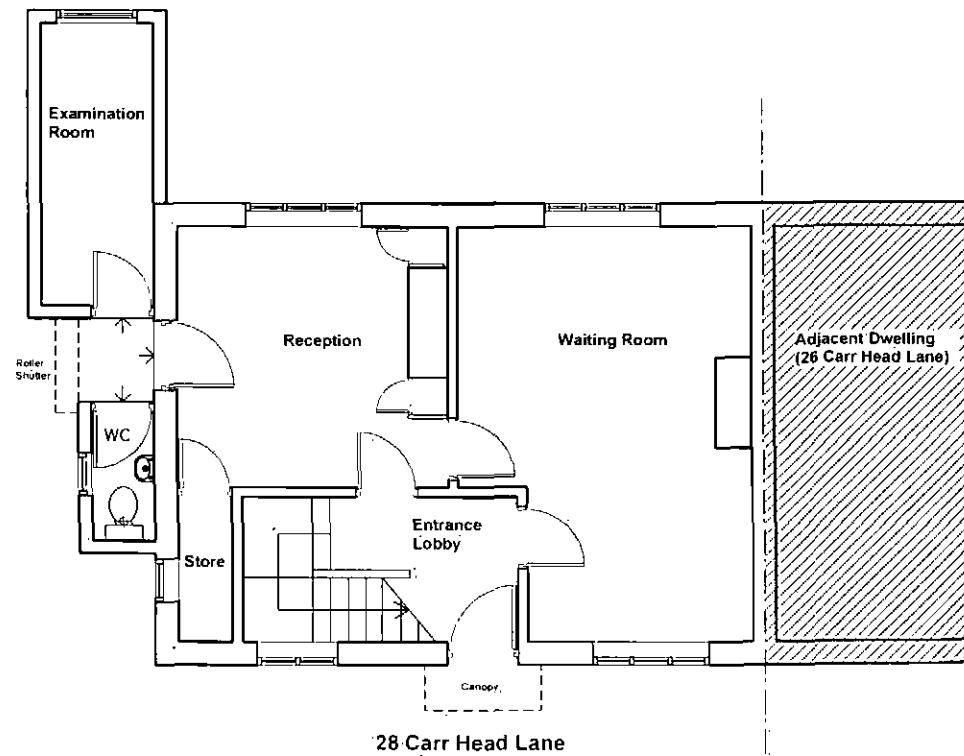 Examination
Room
Reception
Waiting Room
Adjacent Dwelling
(26 Carr Head Lane)
Roller
Shutter
WC
Entrance
Lobby
Store
Canopy
28 Carr Head Lane